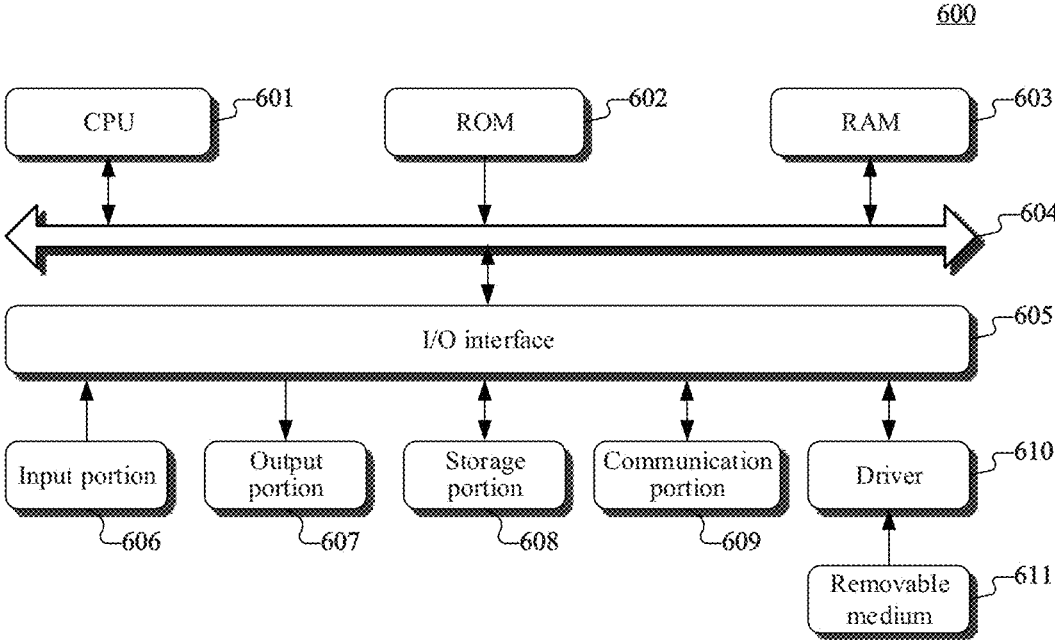 600
CPU
601
ROM
602
RAM
603
604
I/O interface
605
Input portion
606
Output
portion
607
Storage
portion
608
Communication
portion
609
Driver
610
Removable
medium
611